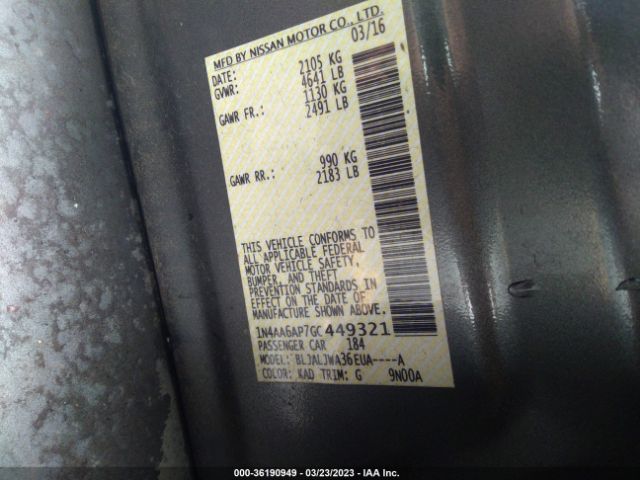 MFD BY NISSAN MOTOR CO., LTD.
DATE: 03/16
GVWR: 2105 KG
4641 LB
GAWR FR.: 1130 KG
2491 LB
GAWR RR.: 990 KG
2183 LB
THIS VEHICLE CONFORMS TO
ALL APPLICABLE FEDERAL
MOTOR VEHICLE SAFETY,
BUMPER, AND THEFT
PREVENTION STANDARDS IN
EFFECT ON THE DATE OF
MANUFACTURE SHOWN ABOVE.
1N4AA6AP7GC449321
PASSENGER CAR 184
MODEL: BLJALJWA36EUA----A
COLOR: KAD TRIM: G 9N00A
000-36190949 — 03/23/2023 — IAA Inc.